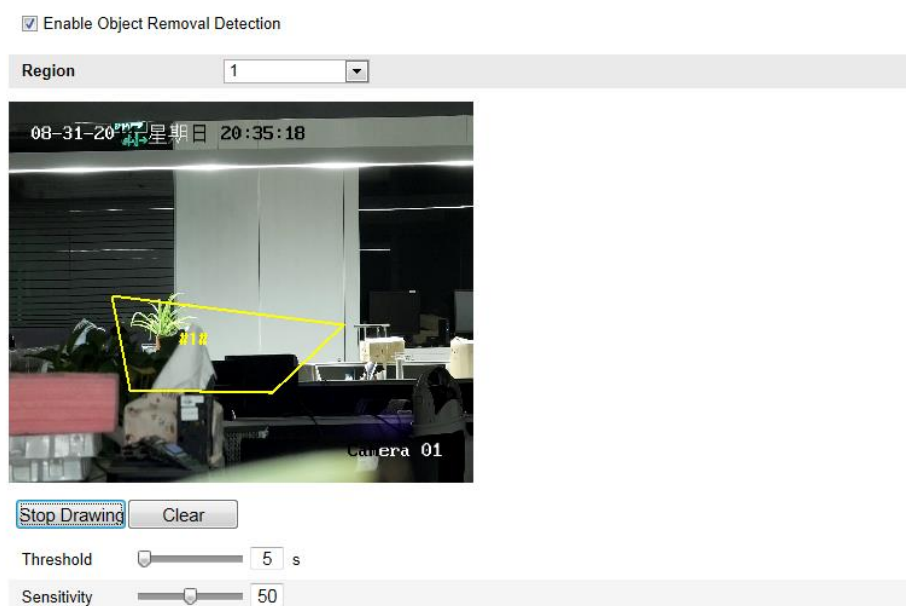 Enable Object Removal Detection
Region 1
08-31-20 星期日 20:35:18
#1#
Camera 01
Stop Drawing Clear
Threshold 5 s
Sensitivity 50